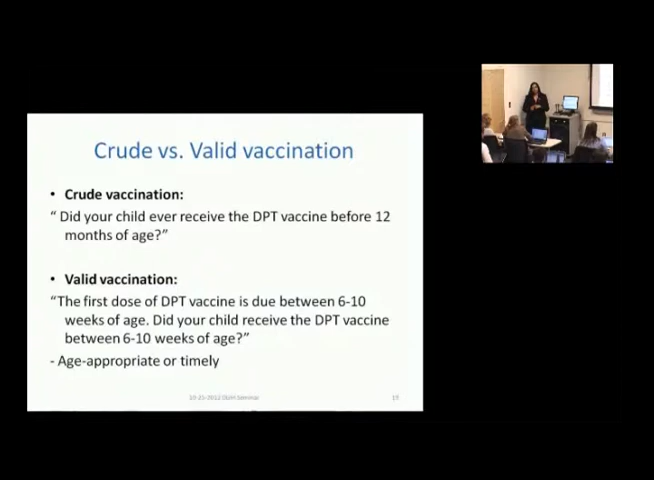 Crude vs. Valid vaccination
• Crude vaccination:
“ Did your child ever receive the DPT vaccine before 12
months of age?”
• Valid vaccination:
“The first dose of DPT vaccine is due between 6-10
weeks of age. Did your child receive the DPT vaccine
between 6-10 weeks of age?”
- Age-appropriate or timely